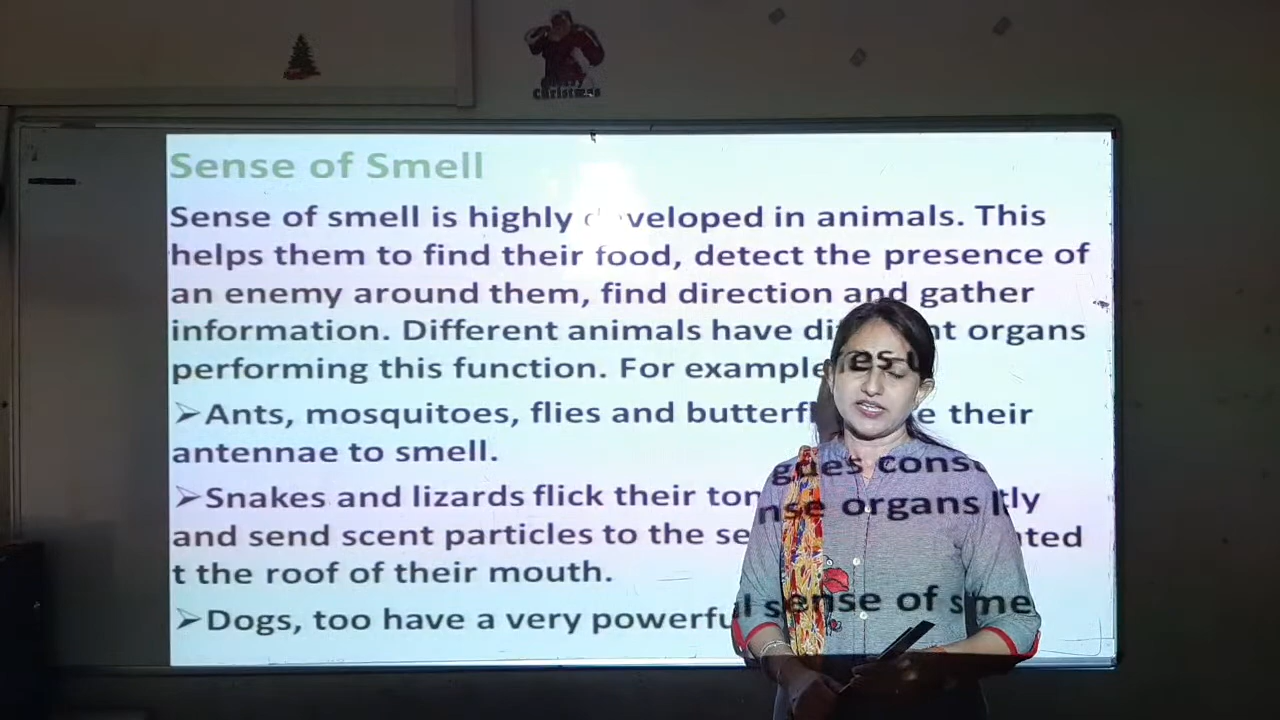 Christmas
Sense of Smell
Sense of smell is highly developed in animals. This
helps them to find their food, detect the presence of
an enemy around them, find direction and gather
information. Different animals have different organs
performing this function. For example
➤Ants, mosquitoes, flies and butterflies use their
antennae to smell.
➤Snakes and lizards flick their tongues constantly
and send scent particles to the sense organs located
t the roof of their mouth.
➤Dogs, too have a very powerful sense of sme